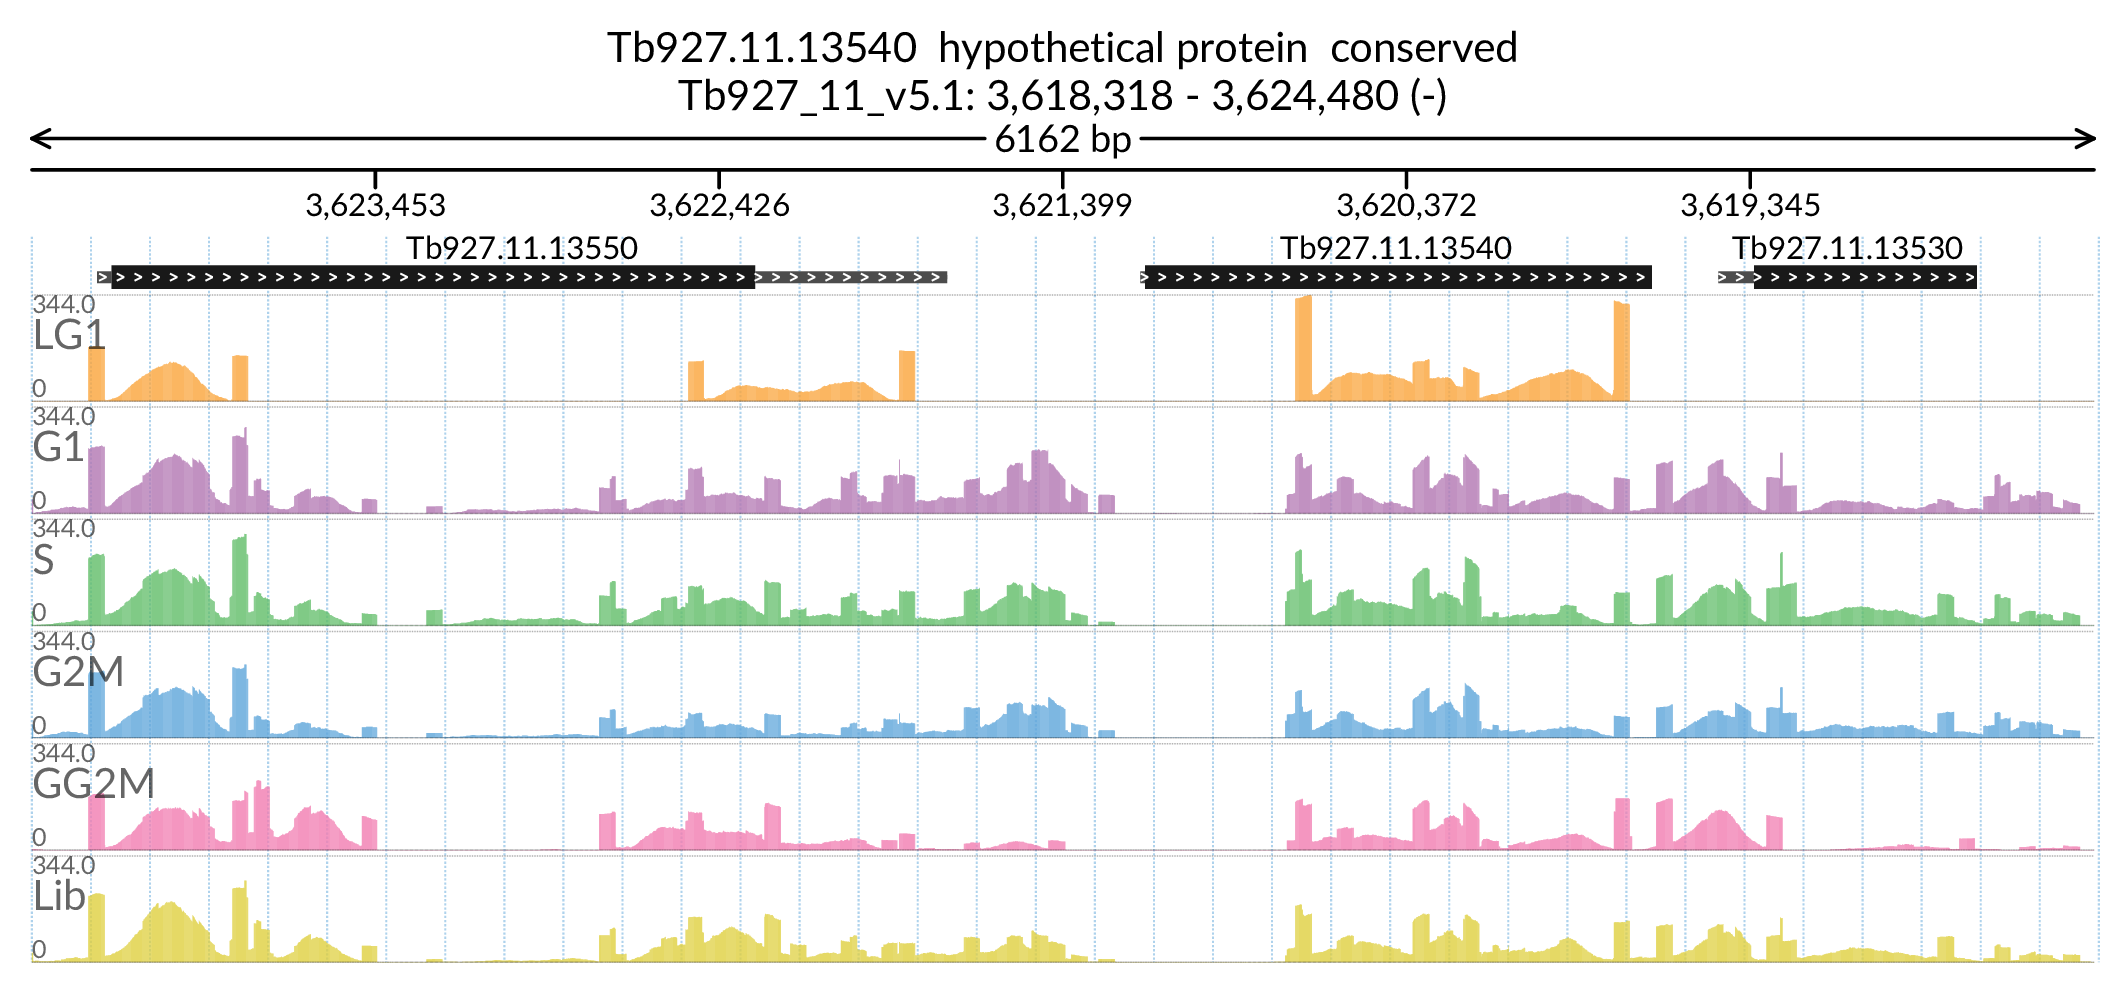 Tb927.11.13540 hypothetical protein conserved
Tb927_11_v5.1: 3,618,318 - 3,624,480 (-)
6162 bp
3,623,453 3,622,426 3,621,399 3,620,372 3,619,345
Tb927.11.13550 Tb927.11.13540 Tb927.11.13530
344.0
LG1
0
344.0
G1
0
344.0
S
0
344.0
G2M
0
344.0
GG2M
0
344.0
Lib
0